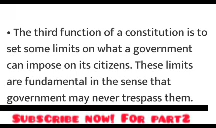 • The third function of a constitution is to
set some limits on what a government
can impose on its citizens. These limits
are fundamental in the sense that
government may never trespass them.
Subscribe now! For part2